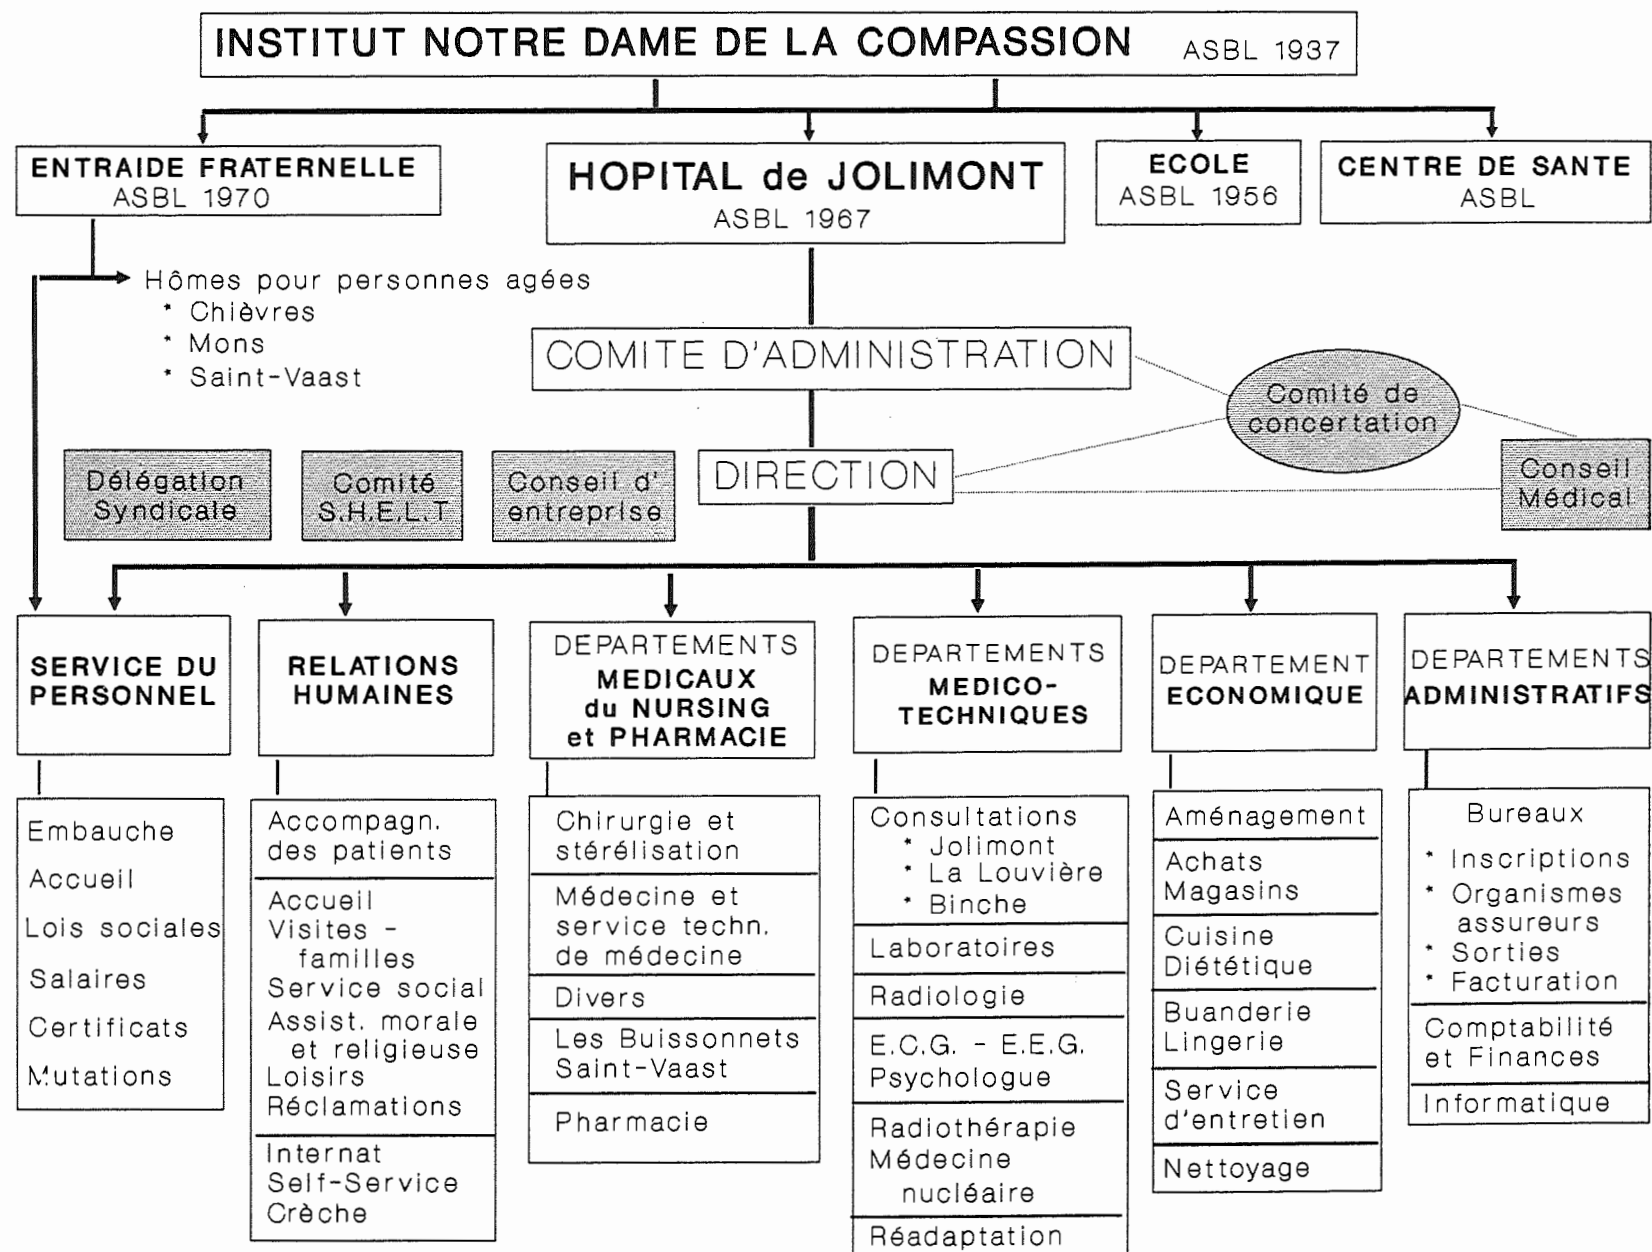 INSTITUT NOTRE DAME DE LA COMPASSION ASBL 1937
ENTRAIDE FRATERNELLE
ASBL 1970
HOPITAL de JOLIMONT
ASBL 1967
ECOLE
ASBL 1956
CENTRE DE SANTE
ASBL
Hômes pour personnes agées
* Chièvres
* Mons
* Saint-Vaast
COMITE D'ADMINISTRATION
Comité de
concertation
Délégation
Syndicale
Comité
S.H.E.L.T
Conseil d'
entreprise
DIRECTION
Conseil
Médical
SERVICE DU
PERSONNEL
RELATIONS
HUMAINES
DEPARTEMENTS
MEDICAUX
du NURSING
et PHARMACIE
DEPARTEMENTS
MEDICO-
TECHNIQUES
DEPARTEMENT
ECONOMIQUE
DEPARTEMENTS
ADMINISTRATIFS
Embauche
Accueil
Lois sociales
Salaires
Certificats
Mutations
Accompagn.
des patients
Accueil
Visites -
familles
Service social
Assist. morale
et religieuse
Loisirs
Réclamations
Internat
Self-Service
Crèche
Chirurgie et
stérélisation
Médecine et
service techn.
de médecine
Divers
Les Buissonnets
Saint-Vaast
Pharmacie
Consultations
* Jolimont
* La Louvière
* Binche
Laboratoires
Radiologie
E.C.G. - E.E.G.
Psychologue
Radiothérapie
Médecine
nucléaire
Réadaptation
Aménagement
Achats
Magasins
Cuisine
Diététique
Buanderie
Lingerie
Service
d'entretien
Nettoyage
Bureaux
* Inscriptions
* Organismes
assureurs
* Sorties
* Facturation
Comptabilité
et Finances
Informatique